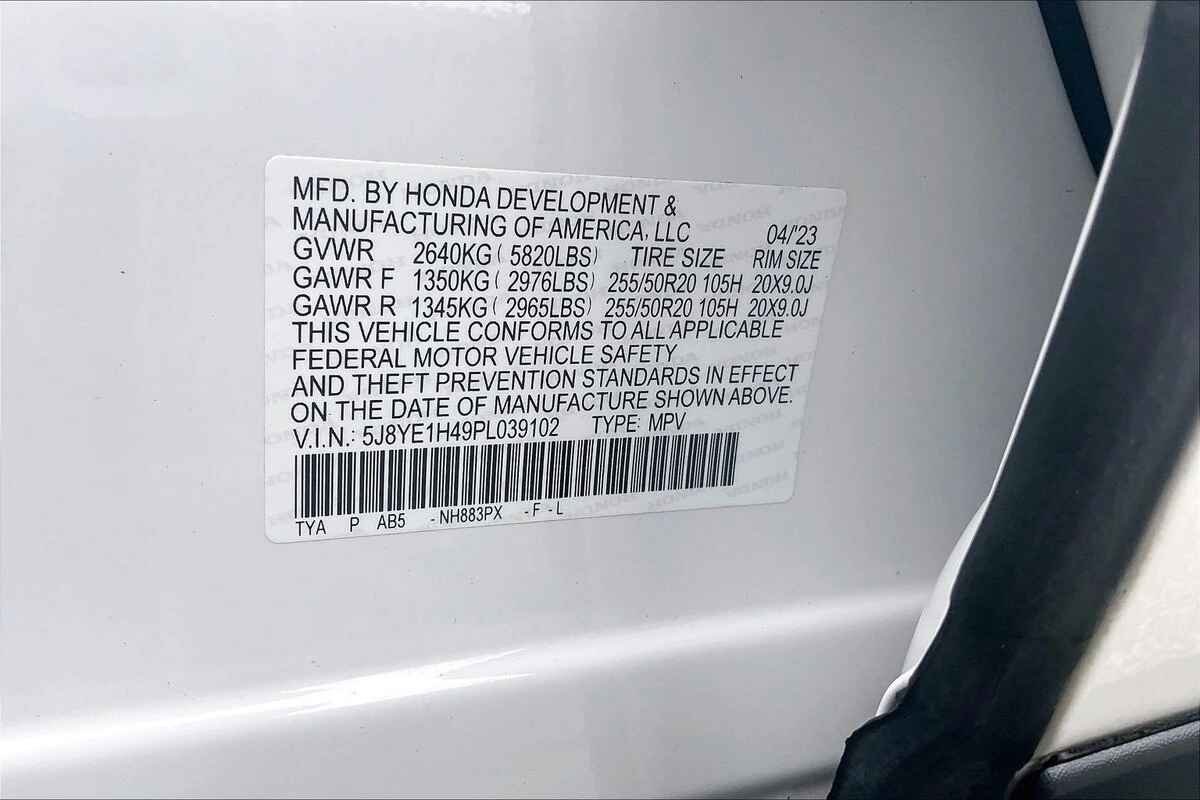 MFD. BY HONDA DEVELOPMENT &
MANUFACTURING OF AMERICA, LLC 04/'23
GVWR 2640KG ( 5820LBS) TIRE SIZE RIM SIZE
GAWR F 1350KG ( 2976LBS) 255/50R20 105H 20X9.0J
GAWR R 1345KG ( 2965LBS) 255/50R20 105H 20X9.0J
THIS VEHICLE CONFORMS TO ALL APPLICABLE
FEDERAL MOTOR VEHICLE SAFETY
AND THEFT PREVENTION STANDARDS IN EFFECT
ON THE DATE OF MANUFACTURE SHOWN ABOVE.
V.I.N.: 5J8YE1H49PL039102 TYPE: MPV
TYA P AB5 -NH883PX -F -L